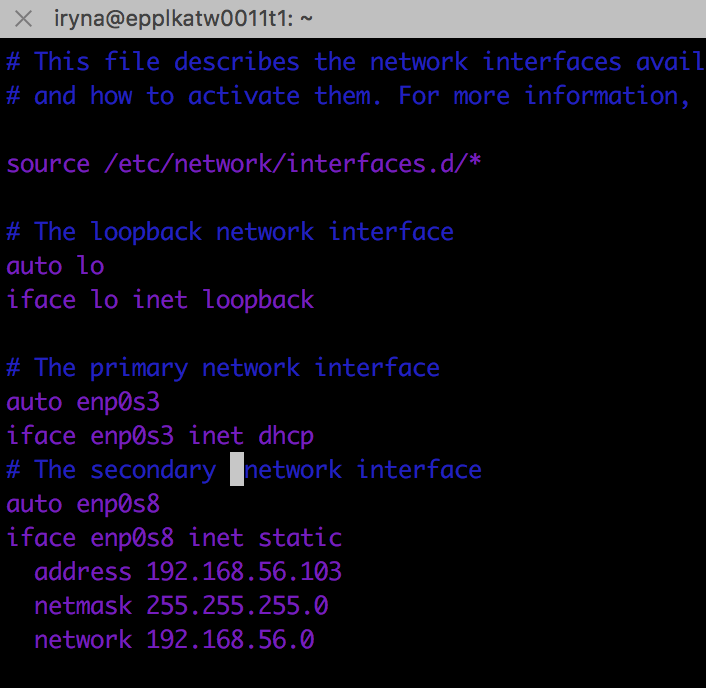 iryna@epplkatw0011t1: ~
# This file describes the network interfaces avail
# and how to activate them. For more information,
source /etc/network/interfaces.d/*
# The loopback network interface
auto lo
iface lo inet loopback
# The primary network interface
auto enp0s3
iface enp0s3 inet dhcp
# The secondary network interface
auto enp0s8
iface enp0s8 inet static
address 192.168.56.103
netmask 255.255.255.0
network 192.168.56.0